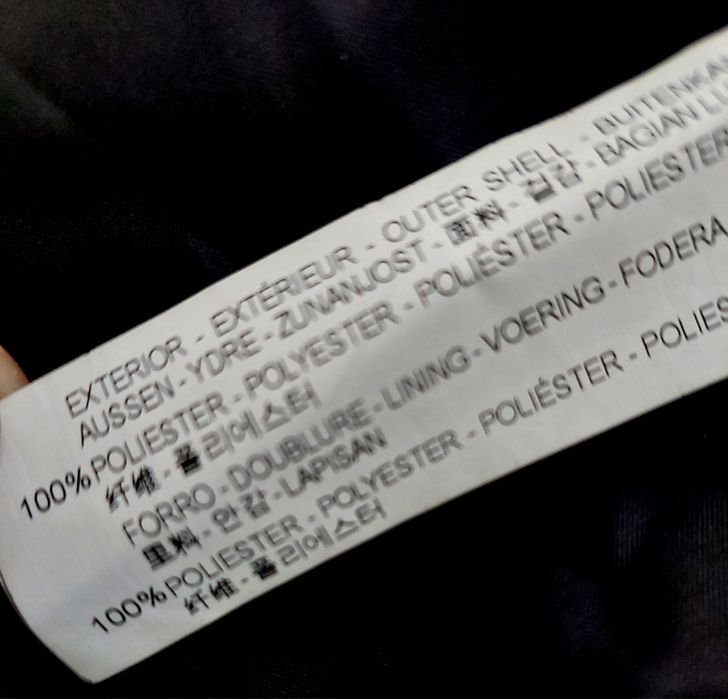 EXTERIOR - EXTÉRIEUR - OUTER SHELL - BUITENKAN
AUSSEN - YDRE - ZUNANJOST - 面料 - 겉감 - BAGIAN LU
100% POLIESTER - POLYESTER - POLIÉSTER - POLIESTER
纤维 - 폴리에스터
FORRO - DOUBLURE - LINING - VOERING - FODERA
里料 - 안감 - LAPISAN
100% POLIESTER - POLYESTER - POLIÉSTER - POLIES
纤维 - 폴리에스터